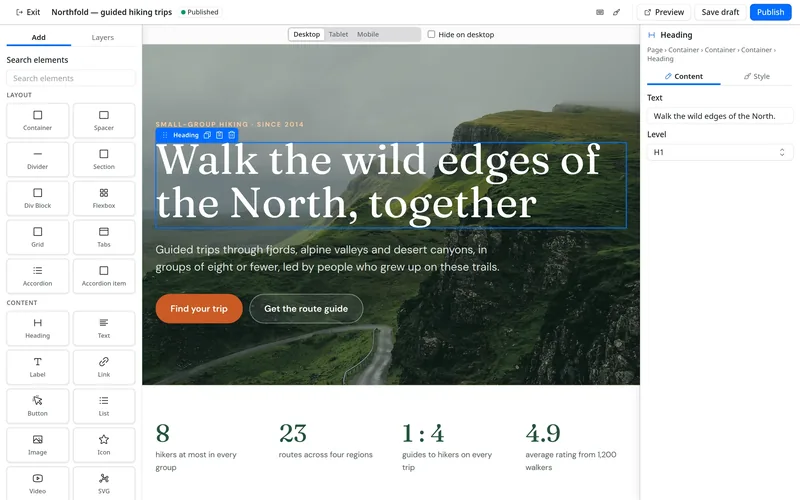 Exit
Northfold — guided hiking trips
Published
Preview
Save draft
Publish
Add
Layers
Search elements
Search elements
LAYOUT
Container
Spacer
Divider
Section
Div Block
Flexbox
Grid
Tabs
Accordion
Accordion item
CONTENT
Heading
Text
Label
Link
Button
List
Image
Icon
Video
SVG
Desktop
Tablet
Mobile
Hide on desktop
SMALL-GROUP HIKING · SINCE 2014
Heading
Walk the wild edges of
the North, together
Guided trips through fjords, alpine valleys and desert canyons, in
groups of eight or fewer, led by people who grew up on these trails.
Find your trip
Get the route guide
8
hikers at most in every
group
23
routes across four regions
1 : 4
guides to hikers on every
trip
4.9
average rating from 1,200
walkers
Heading
Page › Container › Container › Container ›
Heading
Content
Style
Text
Walk the wild edges of the North.
Level
H1